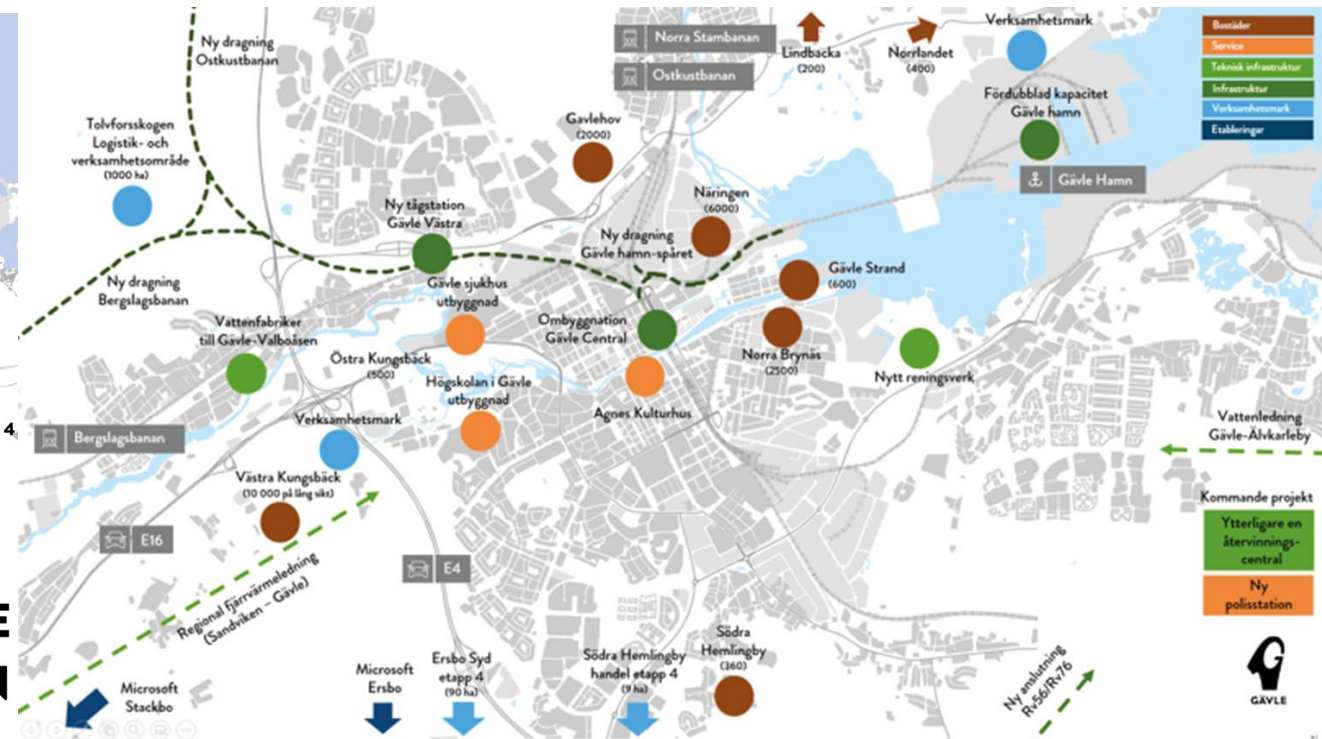 Ny dragning
Ostkustbanan
Norra Stambanan
Ostkustbanan
Lindbacka
(200)
Norrlandet
(400)
Verksamhetsmark
Bostäder
Service
Teknisk infrastruktur
Infrastruktur
Verksamhetsmark
Etableringar
Fördubblad kapacitet
Gävle hamn
Gävle Hamn
Tolvforsskogen
Logistik- och
verksamhetsområde
(1000 ha)
Gavlehov
(2000)
Näringen
(6000)
Ny tågstation
Gävle Västra
Ny dragning
Gävle hamn-spåret
Ny dragning
Bergslagsbanan
Gävle sjukhus
utbyggnad
Gävle Strand
(600)
Vattenfabriker
till Gävle-Valboåsen
Ombyggnation
Gävle Central
Östra Kungsbäck
(500)
Norra Brynäs
(2500)
Nytt reningsverk
Högskolan i Gävle
utbyggnad
Agnes Kulturhus
Verksamhetsmark
Vattenledning
Gävle-Älvkarleby
4
Bergslagsbanan
Västra Kungsbäck
(10 000 på lång sikt)
Kommande projekt
Ytterligare en
återvinnings-
central
Ny
polisstation
E16
E4
Regional fjärrvärmeledning
(Sandviken – Gävle)
E
N
Microsoft
Stackbo
Microsoft
Ersbo
Ersbo Syd
etapp 4
(90 ha)
Södra Hemlingby
handel etapp 4
(9 ha)
Södra
Hemlingby
(360)
Ny anslutning
Rv56/Rv76
GÄVLE